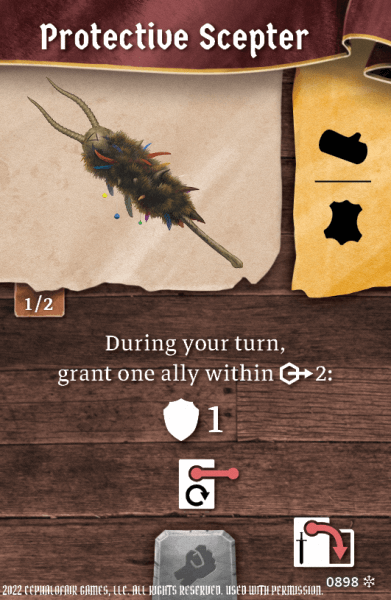 Protective Scepter
1/2
During your turn,
grant one ally within 2:
1
0898
2022 CEPHALOFAIR GAMES, LLC. ALL RIGHTS RESERVED. USED WITH PERMISSION.